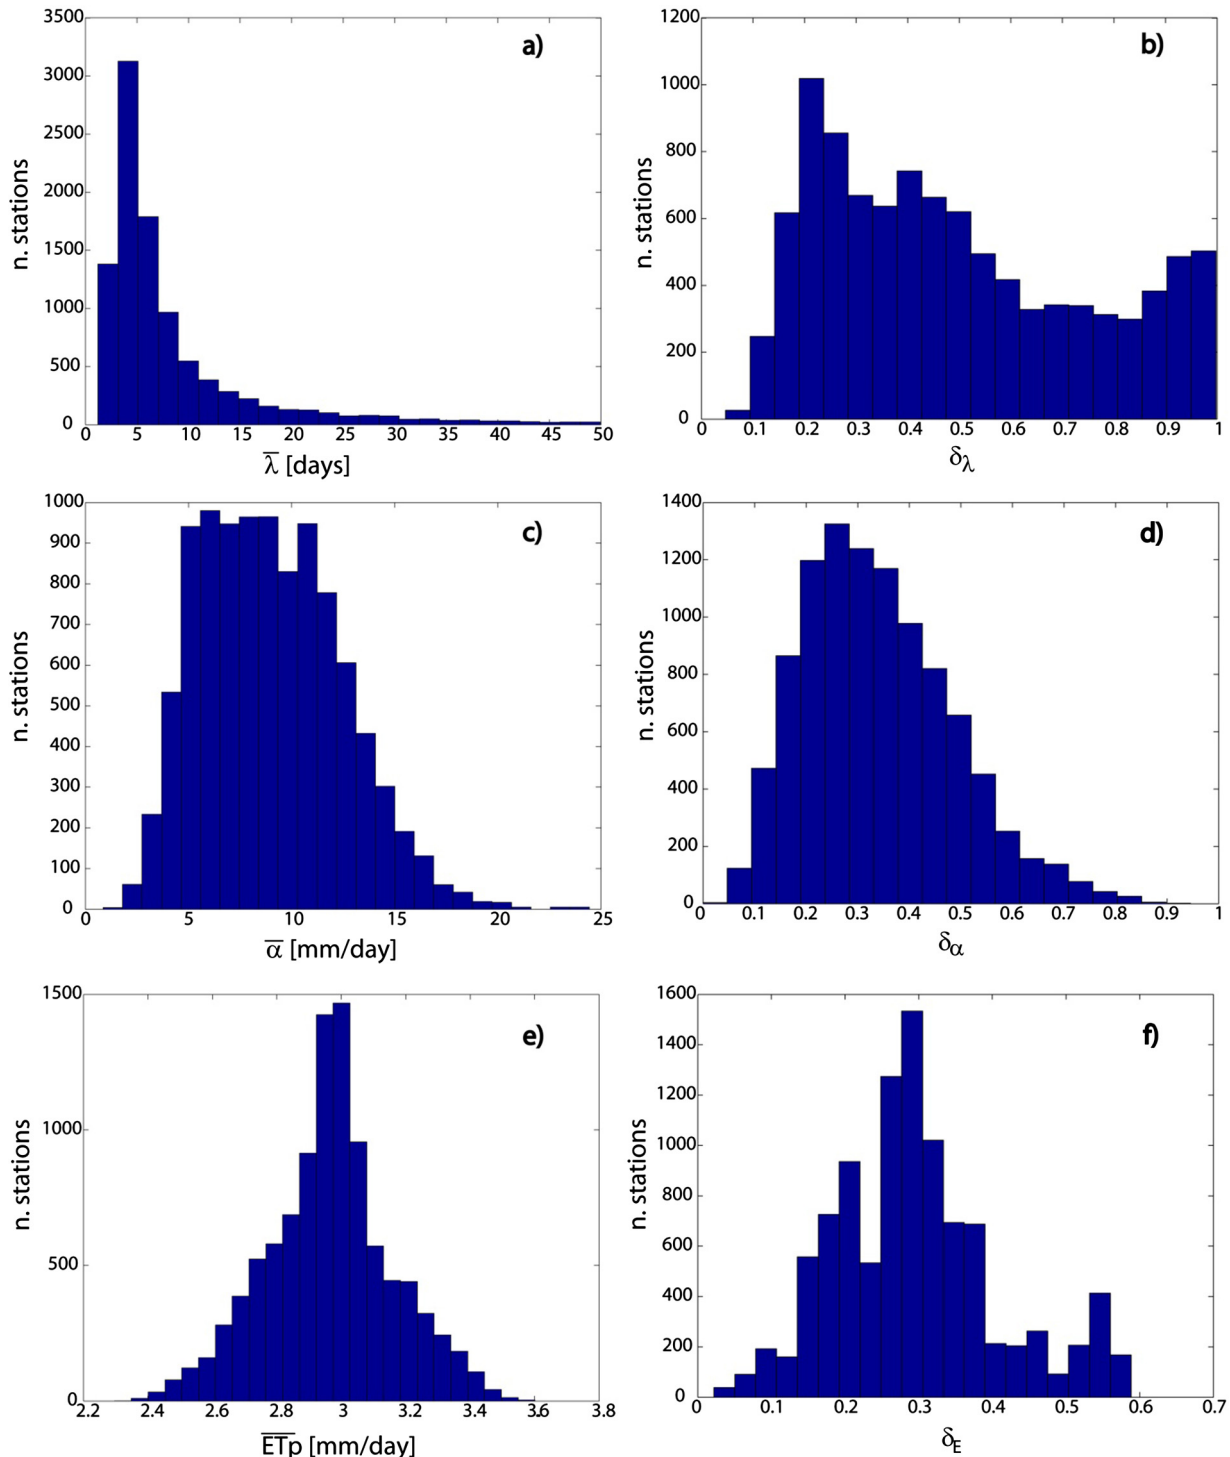 a)
3500
3000
2500
2000
1500
1000
500
0
n. stations
0 5 10 15 20 25 30 35 40 45 50
λ̅ [days]
b)
1200
1000
800
600
400
200
0
n. stations
0 0.1 0.2 0.3 0.4 0.5 0.6 0.7 0.8 0.9 1
δλ
c)
1000
900
800
700
600
500
400
300
200
100
0
n. stations
0 5 10 15 20 25
α̅ [mm/day]
d)
1400
1200
1000
800
600
400
200
0
n. stations
0 0.1 0.2 0.3 0.4 0.5 0.6 0.7 0.8 0.9 1
δα
e)
1500
1000
500
0
n. stations
2.2 2.4 2.6 2.8 3 3.2 3.4 3.6 3.8
E̅T̅p̅ [mm/day]
f)
1600
1400
1200
1000
800
600
400
200
0
n. stations
0 0.1 0.2 0.3 0.4 0.5 0.6 0.7
δE